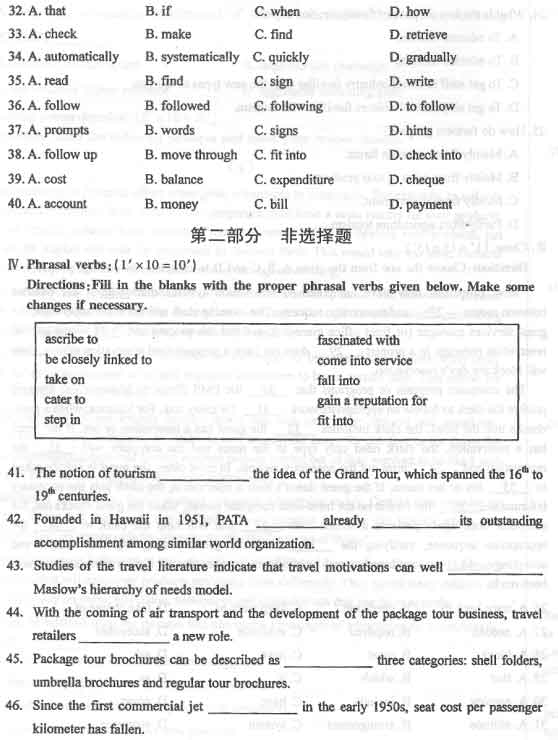 32. A. that B. if C. when D. how
33. A. check B. make C. find D. retrieve
34. A. automatically B. systematically C. quickly D. gradually
35. A. read B. find C. sign D. write
36. A. follow B. followed C. following D. to follow
37. A. prompts B. words C. signs D. hints
38. A. follow up B. move through C. fit into D. check into
39. A. cost B. balance C. expenditure D. cheque
40. A. account B. money C. bill D. payment
第二部分 非选择题
Ⅳ. Phrasal verbs:(1′×10=10′)
Directions:Fill in the blanks with the proper phrasal verbs given below. Make some
changes if necessary.
ascribe to fascinated with
be closely linked to come into service
take on fall into
cater to gain a reputation for
step in fit into
41. The notion of tourism ____________ the idea of the Grand Tour, which spanned the 16th to
19th centuries.
42. Founded in Hawaii in 1951, PATA ________ already ________its outstanding
accomplishment among similar world organization.
43. Studies of the travel literature indicate that travel motivations can well ____________
Maslow's hierarchy of needs model.
44. With the coming of air transport and the development of the package tour business, travel
retailers ____________ a new role.
45. Package tour brochures can be described as ____________ three categories: shell folders,
umbrella brochures and regular tour brochures.
46. Since the first commercial jet ____________ in the early 1950s, seat cost per passenger
kilometer has fallen.